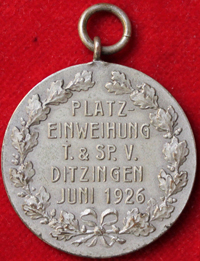 PLATZ
EINWEIHUNG
T. & SP. V.
DITZINGEN
JUNI 1926